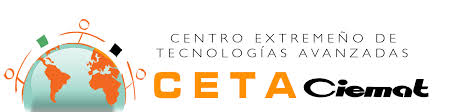 CENTRO EXTREMEÑO DE
TECNOLOGÍAS AVANZADAS
CETA Ciemat